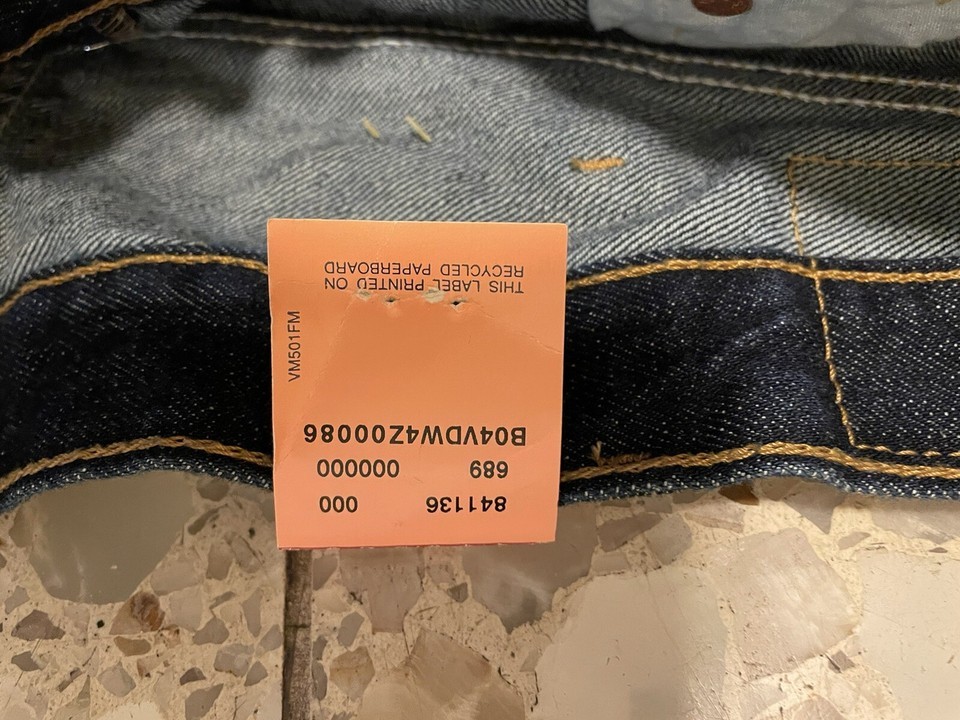 841136 000
689 000000
B04VDW4Z00086
VM501FM
THIS LABEL PRINTED ON
RECYCLED PAPERBOARD